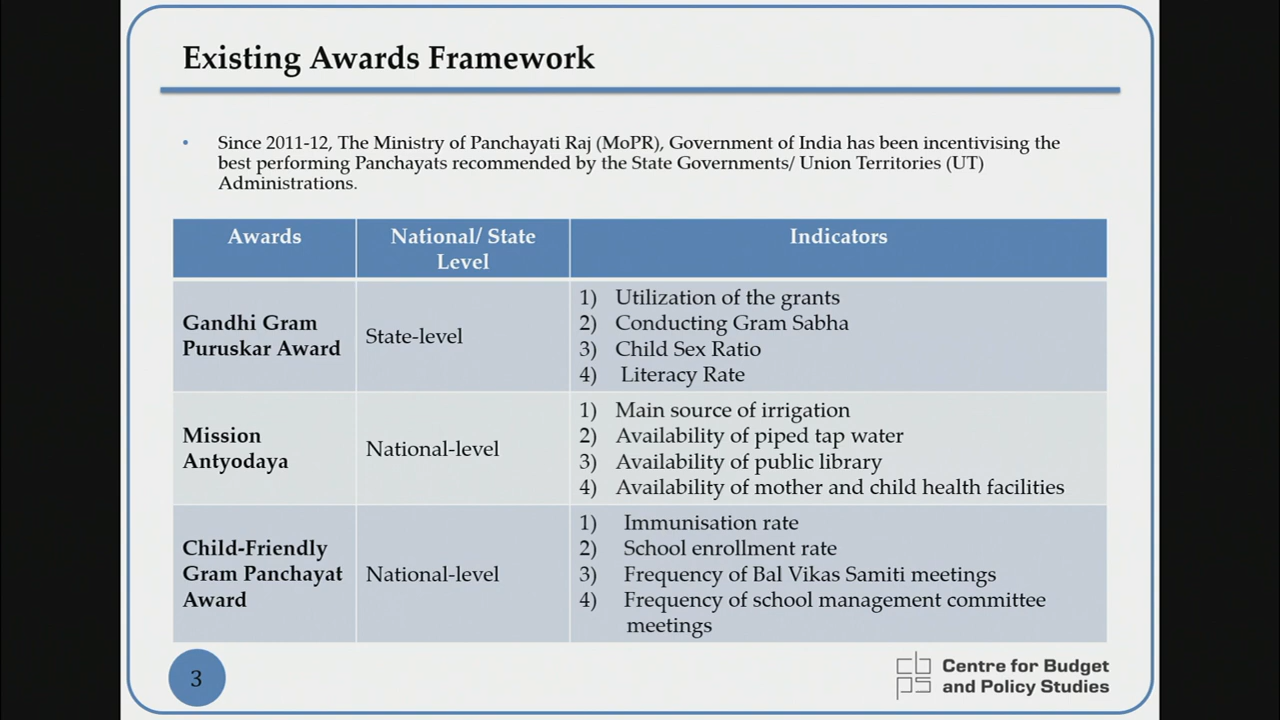 Existing Awards Framework
• Since 2011-12, The Ministry of Panchayati Raj (MoPR), Government of India has been incentivising the
best performing Panchayats recommended by the State Governments/ Union Territories (UT)
Administrations.
Awards
National/ State
Level
Indicators
Gandhi Gram
Puruskar Award
State-level
1) Utilization of the grants
2) Conducting Gram Sabha
3) Child Sex Ratio
4) Literacy Rate
Mission
Antyodaya
National-level
1) Main source of irrigation
2) Availability of piped tap water
3) Availability of public library
4) Availability of mother and child health facilities
Child-Friendly
Gram Panchayat
Award
National-level
1) Immunisation rate
2) School enrollment rate
3) Frequency of Bal Vikas Samiti meetings
4) Frequency of school management committee
meetings
3
cb
ps
Centre for Budget
and Policy Studies